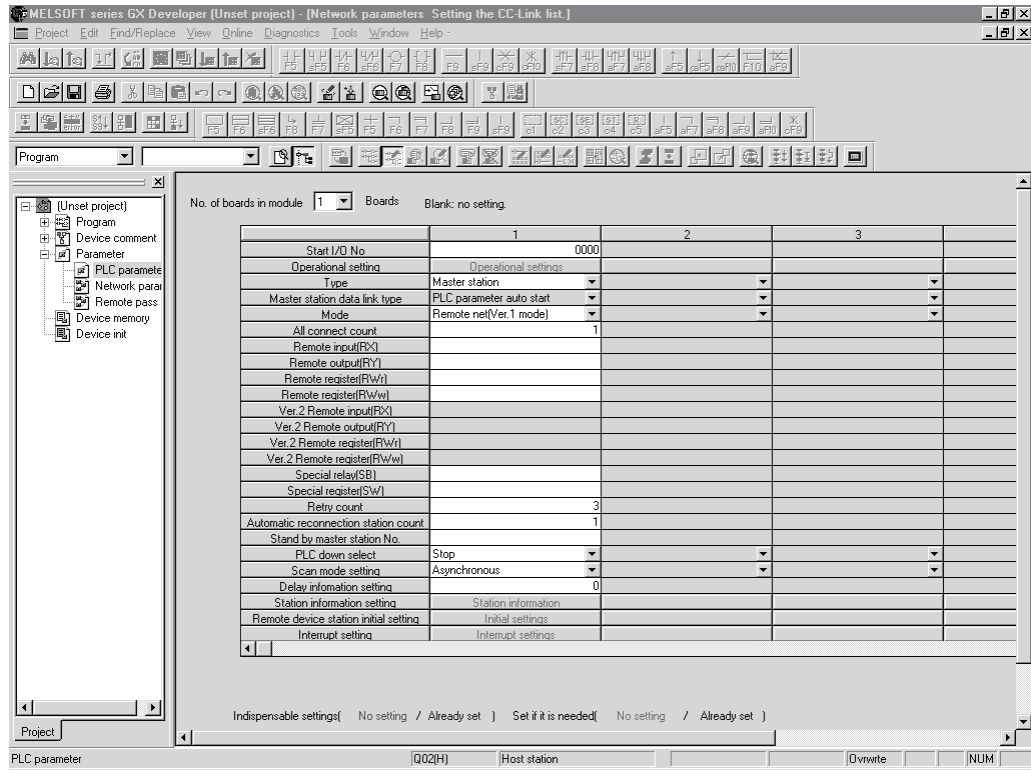 MELSOFT series GX Developer (Unset project) - [Network parameters Setting the CC-Link list.]
Project Edit Find/Replace View Online Diagnostics Tools Window Help -
Program
(Unset project)
Program
Device comment
Parameter
PLC paramete
Network parar
Remote pass
Device memory
Device init
Project
No. of boards in module 1 Boards Blank: no setting.
1 2 3
Start I/O No 0000
Operational setting Operational settings
Type Master station
Master station data link type PLC parameter auto start
Mode Remote net(Ver.1 mode)
All connect count 1
Remote input(RX)
Remote output(RY)
Remote register(RWr)
Remote register(RWw)
Ver.2 Remote input(RX)
Ver.2 Remote output(RY)
Ver.2 Remote register(RWr)
Ver.2 Remote register(RWw)
Special relay(SB)
Special register(SW)
Retry count 3
Automatic reconnection station count 1
Stand by master station No.
PLC down select Stop
Scan mode setting Asynchronous
Delay infomation setting 0
Station information setting Station information
Remote device station initial setting Initial settings
Interrupt setting Interrupt settings
Indispensable settings( No setting / Already set ) Set if it is needed( No setting / Already set )
PLC parameter Q02(H) Host station Ovrwrte NUM